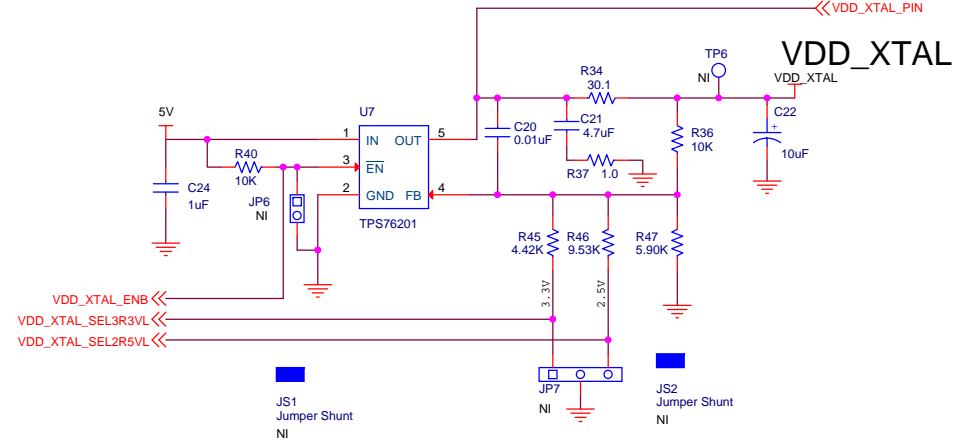 VDD_XTAL_PIN
VDD_XTAL
TP6
NI
VDD_XTAL
R34
30.1
C22
5V
U7
1
IN
OUT
5
C20
0.01uF
C21
4.7uF
R36
10K
+
10uF
R40
10K
3
EN
R37
1.0
C24
1uF
2
GND
FB
4
JP6
NI
TPS76201
R45
4.42K
R46
9.53K
R47
5.90K
3.3V
2.5V
VDD_XTAL_ENB
VDD_XTAL_SEL3R3VL
VDD_XTAL_SEL2R5VL
JS1
Jumper Shunt
NI
JP7
NI
JS2
Jumper Shunt
NI